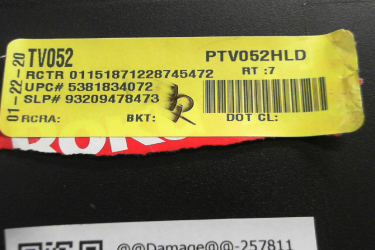 01-22-20
TV052 PTV052HLD
RCTR 01151871228745472 RT :7
UPC# 5381834072
SLP# 93209478473
RCRA: BKT: DOT CL:
@@Damage@@-257811